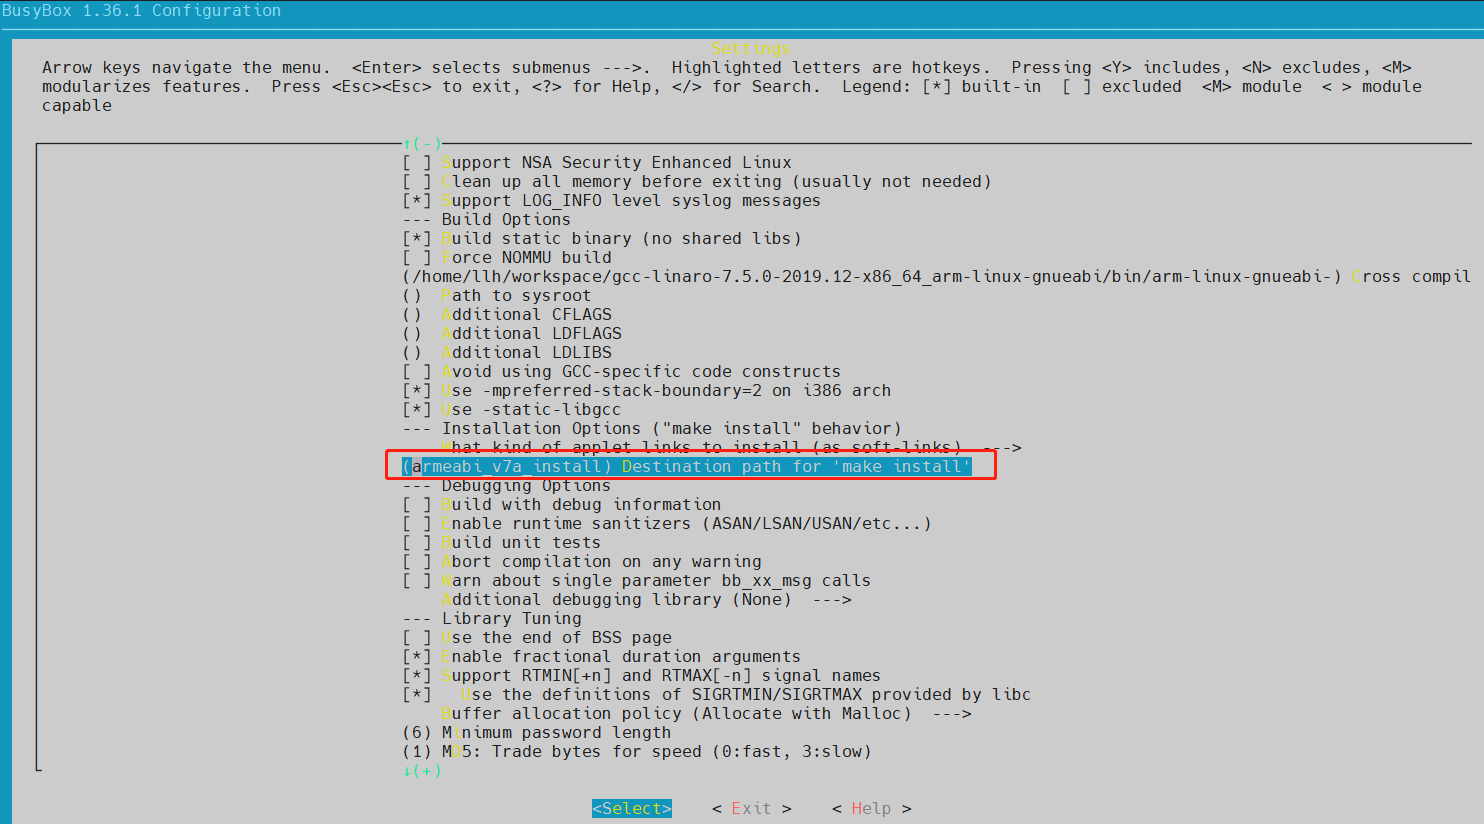 BusyBox 1.36.1 Configuration
Settings
Arrow keys navigate the menu.  <Enter> selects submenus --->.  Highlighted letters are hotkeys.  Pressing <Y> includes, <N> excludes, <M>
modularizes features.  Press <Esc><Esc> to exit, <?> for Help, </> for Search.  Legend: [*] built-in  [ ] excluded  <M> module  < > module
capable
↑(-)
[ ] Support NSA Security Enhanced Linux
[ ] Clean up all memory before exiting (usually not needed)
[*] Support LOG_INFO level syslog messages
--- Build Options
[*] Build static binary (no shared libs)
[ ] Force NOMMU build
(/home/llh/workspace/gcc-linaro-7.5.0-2019.12-x86_64_arm-linux-gnueabi/bin/arm-linux-gnueabi-) Cross compil
()  Path to sysroot
()  Additional CFLAGS
()  Additional LDFLAGS
()  Additional LDLIBS
[ ] Avoid using GCC-specific code constructs
[*] Use -mpreferred-stack-boundary=2 on i386 arch
[*] Use -static-libgcc
--- Installation Options ("make install" behavior)
What kind of applet links to install (as soft-links)  --->
(armeabi_v7a_install) Destination path for 'make install'
--- Debugging Options
[ ] Build with debug information
[ ] Enable runtime sanitizers (ASAN/LSAN/USAN/etc...)
[ ] Build unit tests
[ ] Abort compilation on any warning
[ ] Warn about single parameter bb_xx_msg calls
Additional debugging library (None)  --->
--- Library Tuning
[ ] Use the end of BSS page
[*] Enable fractional duration arguments
[*] Support RTMIN[+n] and RTMAX[-n] signal names
[*]   Use the definitions of SIGRTMIN/SIGRTMAX provided by libc
Buffer allocation policy (Allocate with Malloc)  --->
(6) Minimum password length
(1) MD5: Trade bytes for speed (0:fast, 3:slow)
↓(+)
<Select>    < Exit >    < Help >